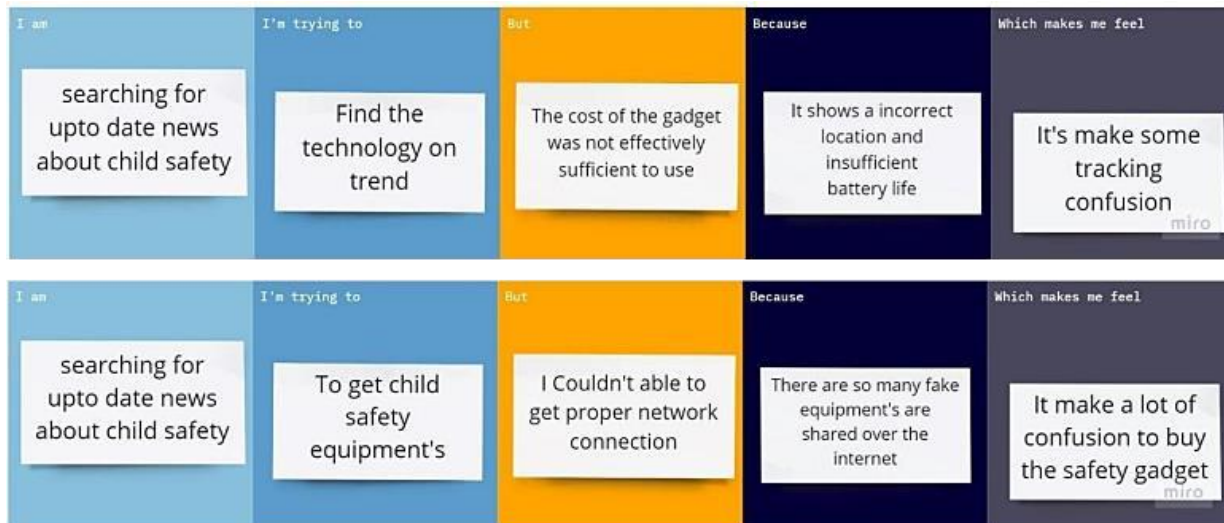 I am
searching for
upto date news
about child safety
I'm trying to
Find the
technology on
trend
But
The cost of the gadget
was not effectively
sufficient to use
Because
It shows a incorrect
location and
insufficient
battery life
Which makes me feel
It's make some
tracking
confusion
miro
I am
searching for
upto date news
about child safety
I'm trying to
To get child
safety
equipment's
But
I Couldn't able to
get proper network
connection
Because
There are so many fake
equipment's are
shared over the
internet
Which makes me feel
It make a lot of
confusion to buy
the safety gadget
miro